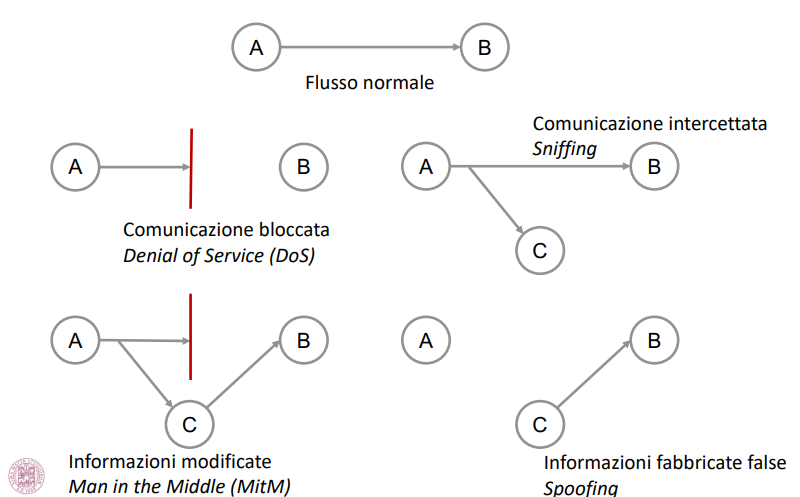 A
B
Flusso normale
A
B
Comunicazione bloccata
Denial of Service (DoS)
Comunicazione intercettata
Sniffing
A
B
C
A
B
C
Informazioni modificate
Man in the Middle (MitM)
A
B
C
Informazioni fabbricate false
Spoofing